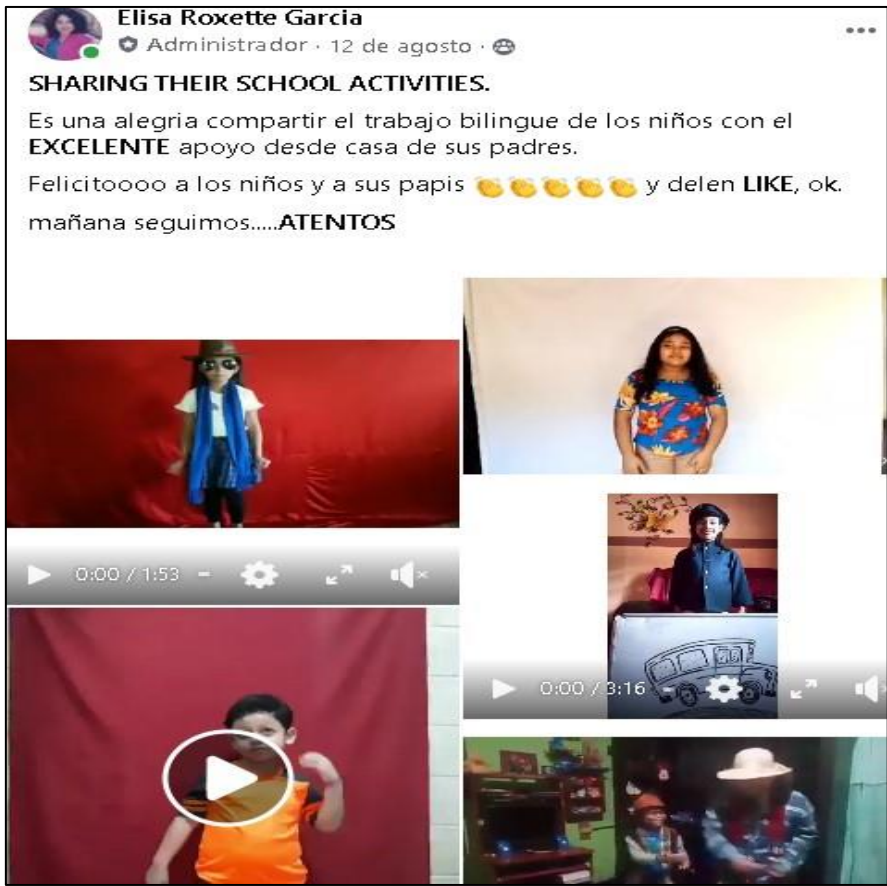 Elisa Roxette Garcia
Administrador · 12 de agosto ·
SHARING THEIR SCHOOL ACTIVITIES.
Es una alegria compartir el trabajo bilingue de los niños con el
EXCELENTE apoyo desde casa de sus padres.
Felicitoooo a los niños y a sus papis 👏👏👏👏👏 y delen LIKE, ok.
mañana seguimos.....ATENTOS
0:00 / 1:53
0:00 / 3:16